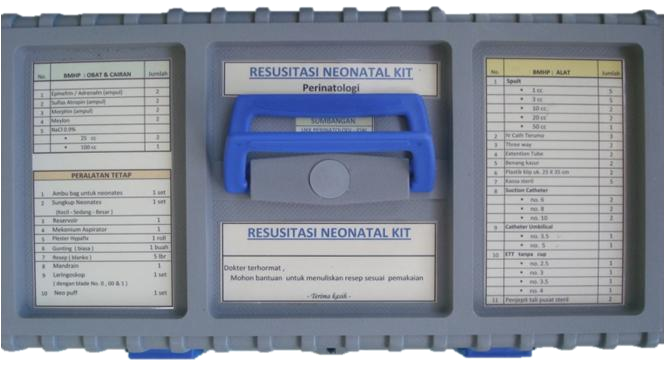 No. BMHP : OBAT & CAIRAN Jumlah
1 Epinefrin / Adrenalin (ampul) 2
2 Sulfas Atropin (ampul) 2
3 Morphin (ampul) 2
4 Meylon 2
5 NaCl 0.9%
• 25 cc 2
• 100 cc 1
PERALATAN TETAP
1 Ambu bag untuk neonates 1 set
2 Sungkup Neonates 1 set
(Kecil - Sedang - Besar )
3 Reservoir 1
4 Mekonium Aspirator 1
5 Plester Hypafix 1 roll
6 Gunting ( biasa ) 1 buah
7 Resep ( blanko ) 5 lbr
8 Mandrain 1
9 Laringoskop 1 set
( dengan blade No. 0 , 00 & 1 )
10 Neo puff 1 set
RESUSITASI NEONATAL KIT
Perinatologi
SUMBANGAN
UKK PERINATOLOGI - IDAI
RESUSITASI NEONATAL KIT
Dokter terhormat ,
Mohon bantuan untuk menuliskan resep sesuai pemakaian
- Terima kasih -
No. BMHP : ALAT Jumlah
1 Spuit
• 1 cc 5
• 3 cc 5
• 10 cc 2
• 20 cc 2
• 50 cc 1
2 IV Cath Terumo 2
3 Three way 2
4 Extention Tube 2
5 Benang kasur 2
6 Plastik klip uk. 25 X 35 cm 2
7 Kassa steril 5
8 Suction Catheter
• no. 6 2
• no. 8 2
• no. 10 2
9 Catheter Umbilical
• no. 3.5 1
• no. 5 1
10 ETT tanpa cup
• no. 2.5 1
• no. 3 1
• no. 3.5 1
• no. 4 1
11 Penjepit tali pusat steril 2